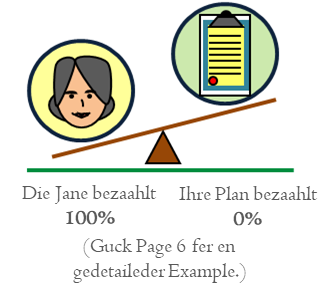 Die Jane bezaahlt
100%
Ihre Plan bezaahlt
0%
(Guck Page 6 fer en
gedetaileder Example.)